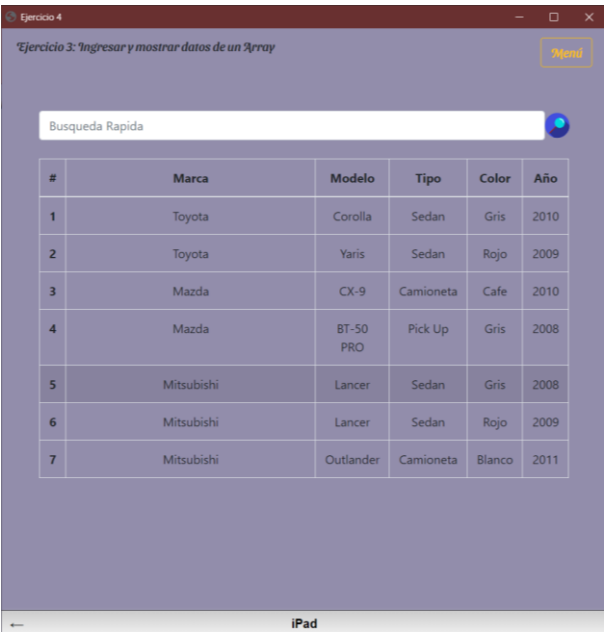 Ejercicio 4
Ejercicio 3: Ingresar y mostrar datos de un Array
Menú
Busqueda Rapida
# Marca Modelo Tipo Color Año
1 Toyota Corolla Sedan Gris 2010
2 Toyota Yaris Sedan Rojo 2009
3 Mazda CX-9 Camioneta Cafe 2010
4 Mazda BT-50 PRO Pick Up Gris 2008
5 Mitsubishi Lancer Sedan Gris 2008
6 Mitsubishi Lancer Sedan Rojo 2009
7 Mitsubishi Outlander Camioneta Blanco 2011
iPad